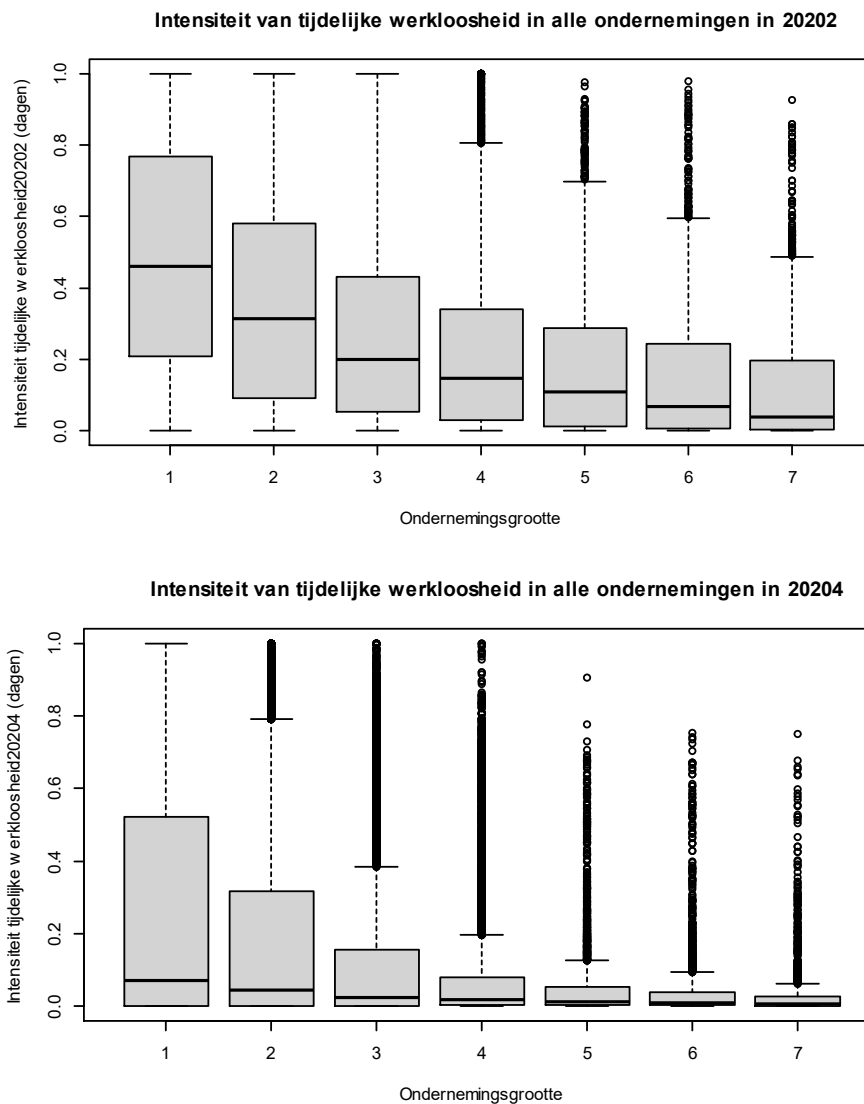 Intensiteit van tijdelijke werkloosheid in alle ondernemingen in 20202
Intensiteit tijdelijke w erkloosheid20202 (dagen)
1.0
0.8
0.6
0.4
0.2
0.0
1 2 3 4 5 6 7
Ondernemingsgrootte
Intensiteit van tijdelijke werkloosheid in alle ondernemingen in 20204
Intensiteit tijdelijke w erkloosheid20204 (dagen)
1.0
0.8
0.6
0.4
0.2
0.0
1 2 3 4 5 6 7
Ondernemingsgrootte